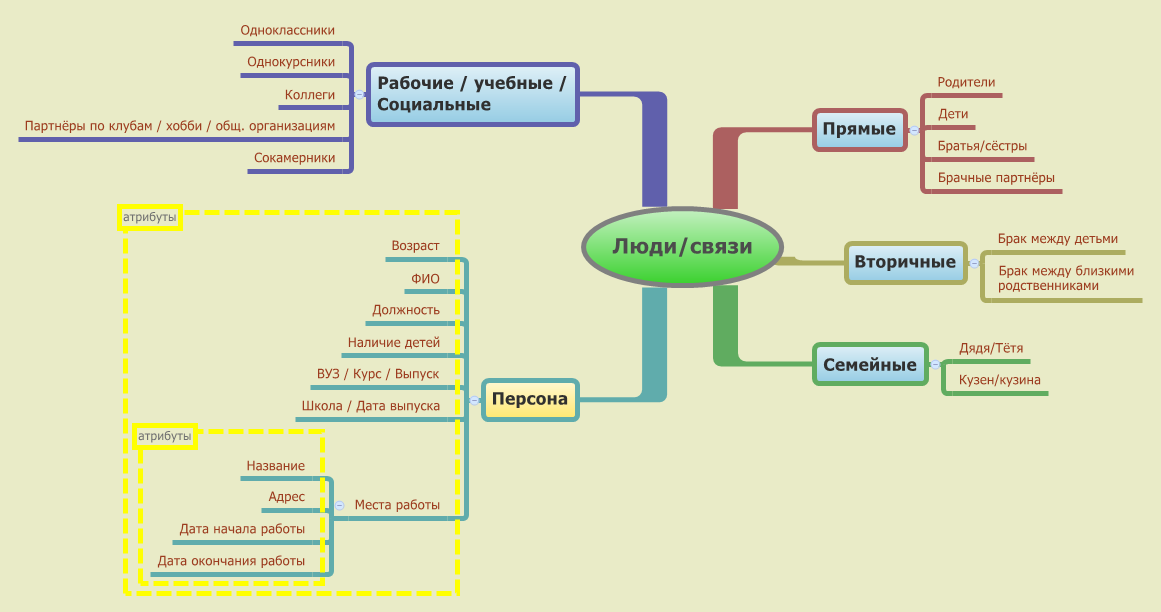 Люди/связи
Рабочие / учебные /
Социальные
Одноклассники
Однокурсники
Коллеги
Партнёры по клубам / хобби / общ. организациям
Сокамерники
Прямые
Родители
Дети
Братья/сёстры
Брачные партнёры
Вторичные
Брак между детьми
Брак между близкими
родственниками
Семейные
Дядя/Тётя
Кузен/кузина
Персона
атрибуты
Возраст
ФИО
Должность
Наличие детей
ВУЗ / Курс / Выпуск
Школа / Дата выпуска
Места работы
атрибуты
Название
Адрес
Дата начала работы
Дата окончания работы